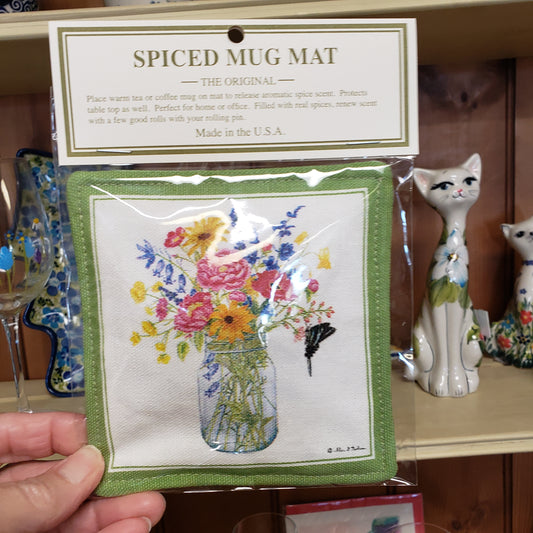 SPICED MUG MAT
THE ORIGINAL
Place warm tea or coffee mug on mat to release aromatic spice scent. Protects
table top as well. Perfect for home or office. Filled with real spices, renew scent
with a few good rolls with your rolling pin.
Made in the U.S.A.